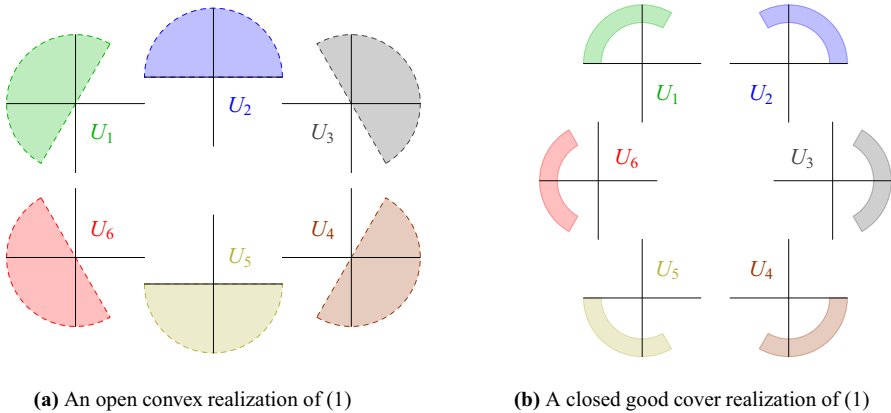 U₁
U₂
U₃
U₆
U₅
U₄
(a) An open convex realization of (1)
U₁
U₂
U₆
U₃
U₅
U₄
(b) A closed good cover realization of (1)